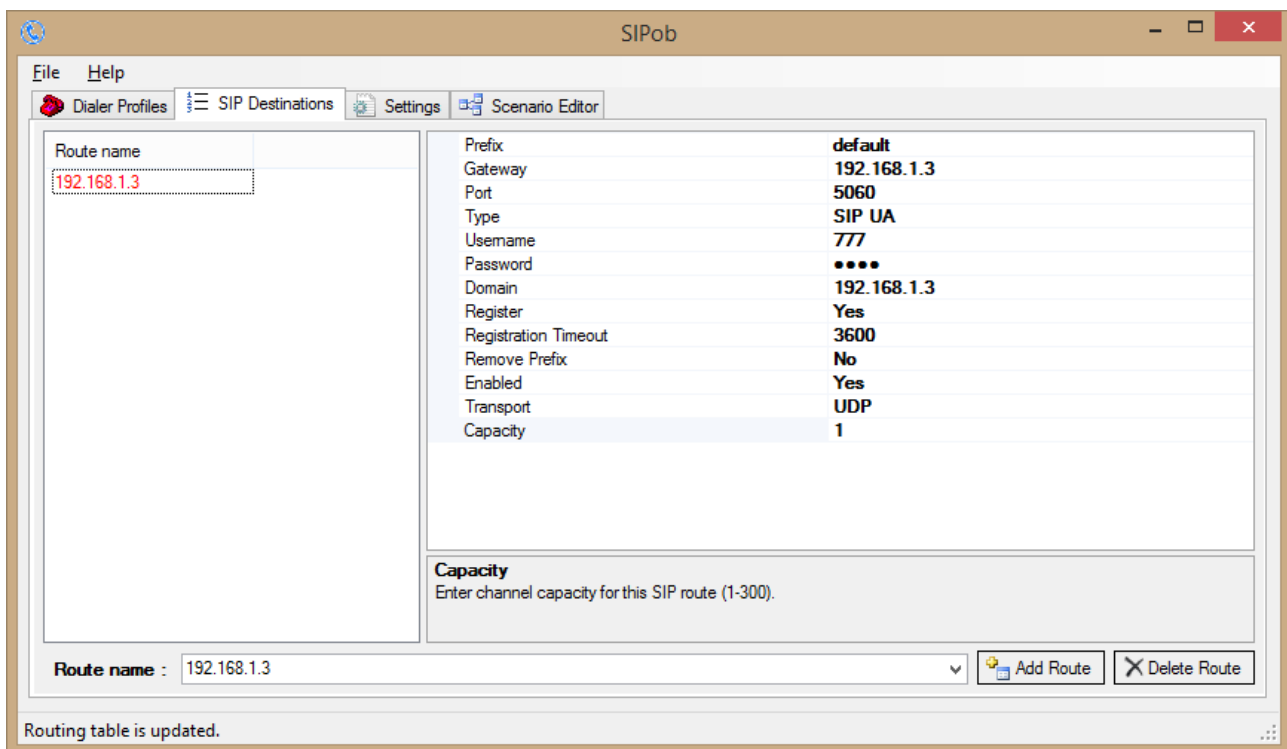 SIPob
File Help
Dialer Profiles SIP Destinations Settings Scenario Editor
Route name
192.168.1.3
Prefix default
Gateway 192.168.1.3
Port 5060
Type SIP UA
Username 777
Password ●●●●
Domain 192.168.1.3
Register Yes
Registration Timeout 3600
Remove Prefix No
Enabled Yes
Transport UDP
Capacity 1
Capacity
Enter channel capacity for this SIP route (1-300).
Route name : 192.168.1.3 Add Route Delete Route
Routing table is updated.